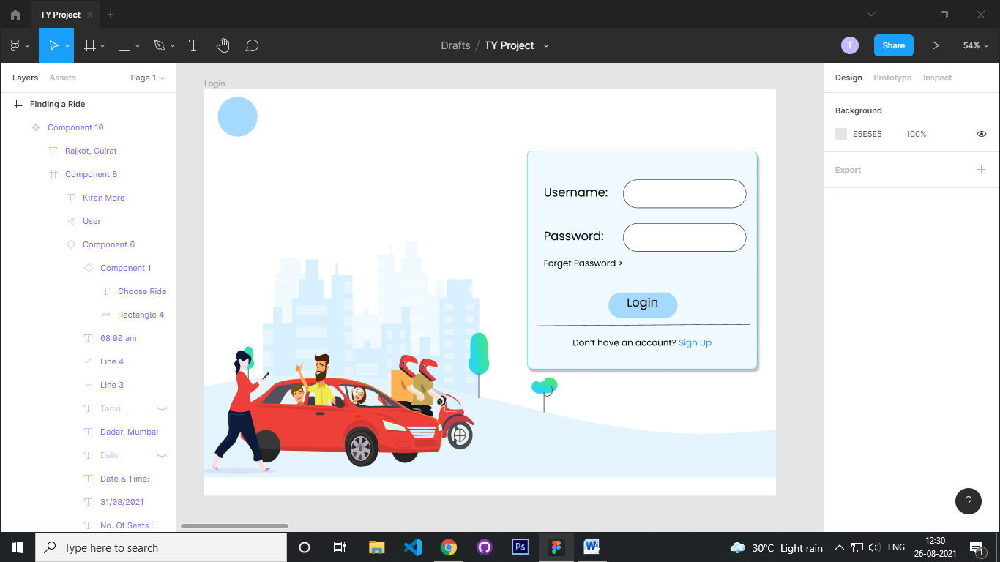 TY Project
Drafts / TY Project
T
Share
54%
Layers
Assets
Page 1
Design
Prototype
Inspect
Finding a Ride
Component 10
Rajkot, Gujrat
Component 8
Kiran More
User
Component 6
Component 1
Choose Ride
Rectangle 4
08:00 am
Line 4
Line 3
Tanvi ...
Dadar, Mumbai
Delhi
Date & Time:
31/08/2021
No. Of Seats :
Login
Username:
Password:
Forget Password >
Login
Don't have an account? Sign Up
Background
E5E5E5 100%
Export
?
Type here to search
Ps
W
30°C Light rain
ENG
12:30
26-08-2021
1